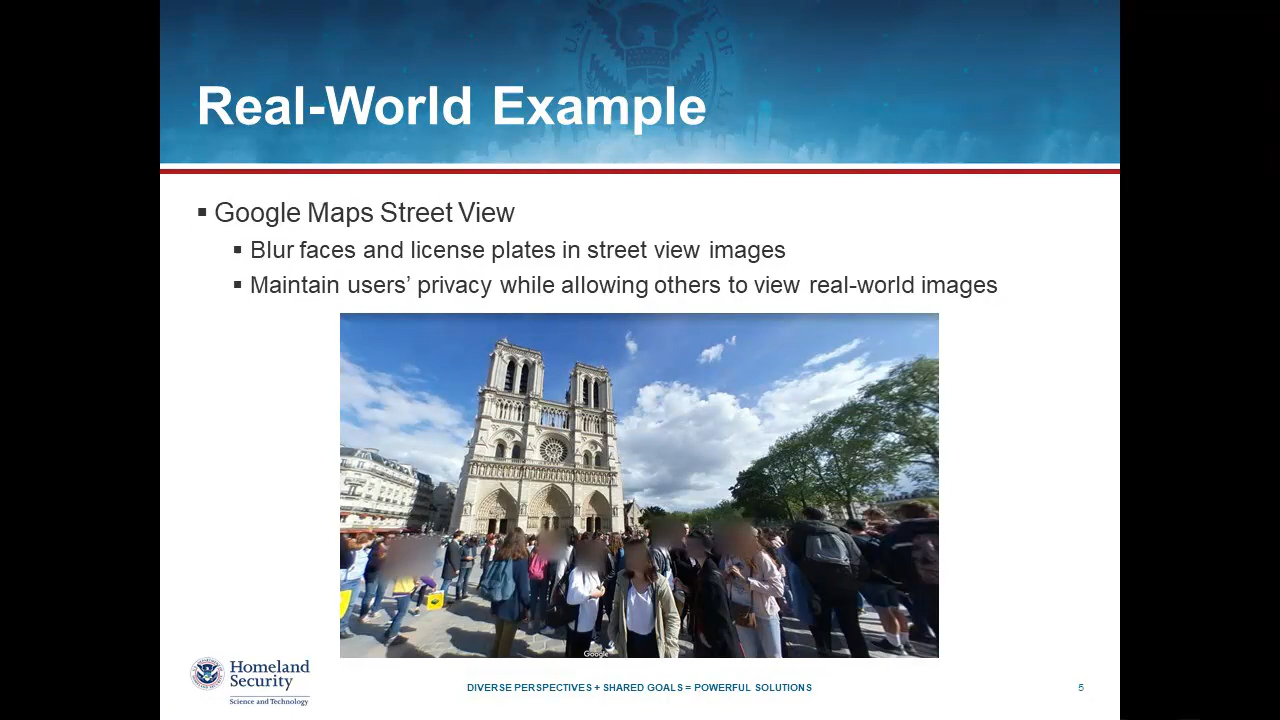 Real-World Example
Google Maps Street View
Blur faces and license plates in street view images
Maintain users’ privacy while allowing others to view real-world images
Google
Homeland
Security
Science and Technology
DIVERSE PERSPECTIVES + SHARED GOALS = POWERFUL SOLUTIONS
5